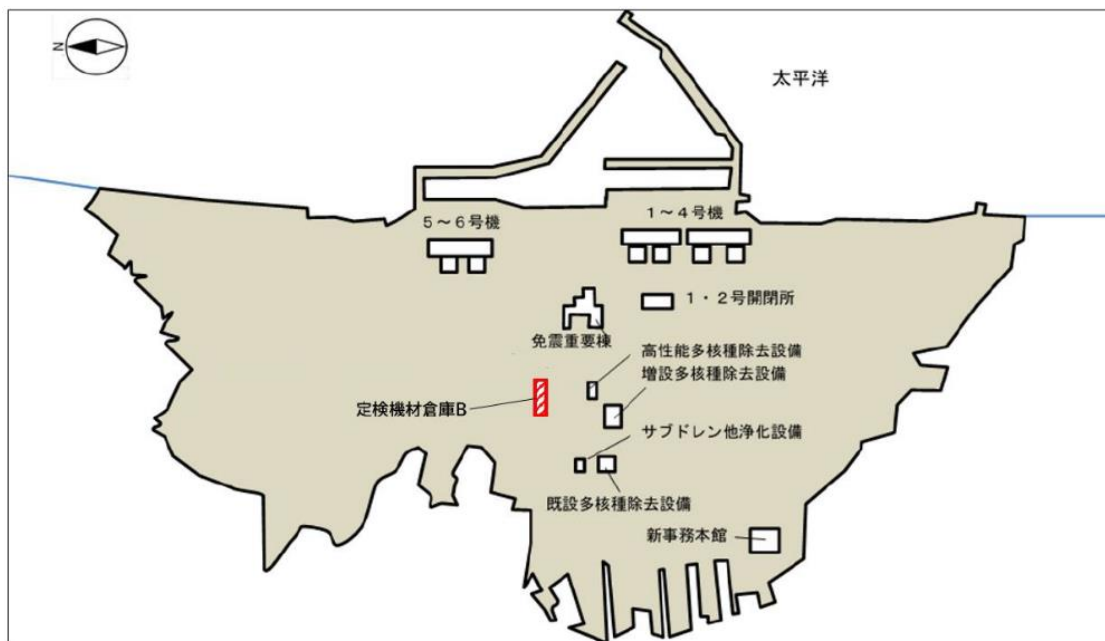 N
太平洋
5～6号機
1～4号機
1・2号開閉所
免震重要棟
高性能多核種除去設備
増設多核種除去設備
定検機材倉庫B
サブドレン他浄化設備
既設多核種除去設備
新事務本館